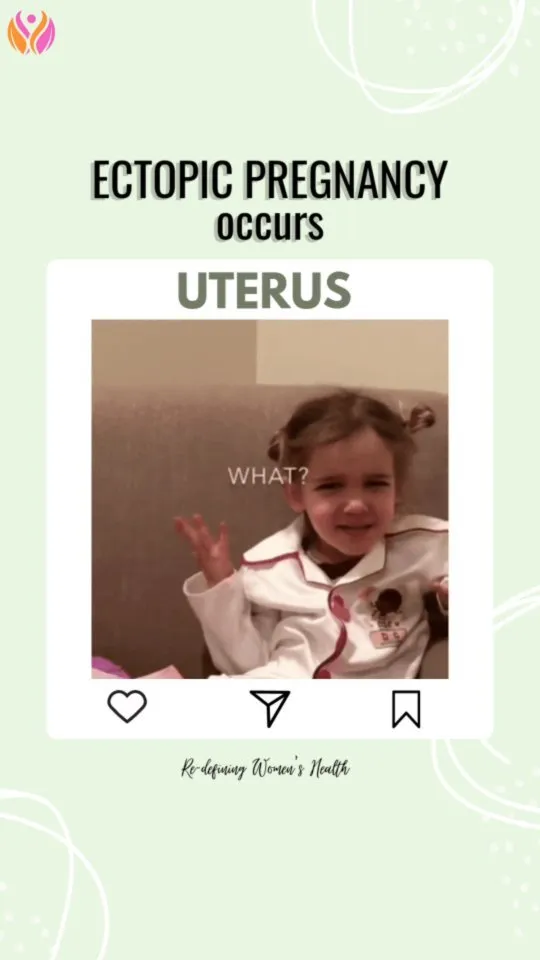 ECTOPIC PREGNANCY
occurs
UTERUS
WHAT?
Re-defining Women's Health